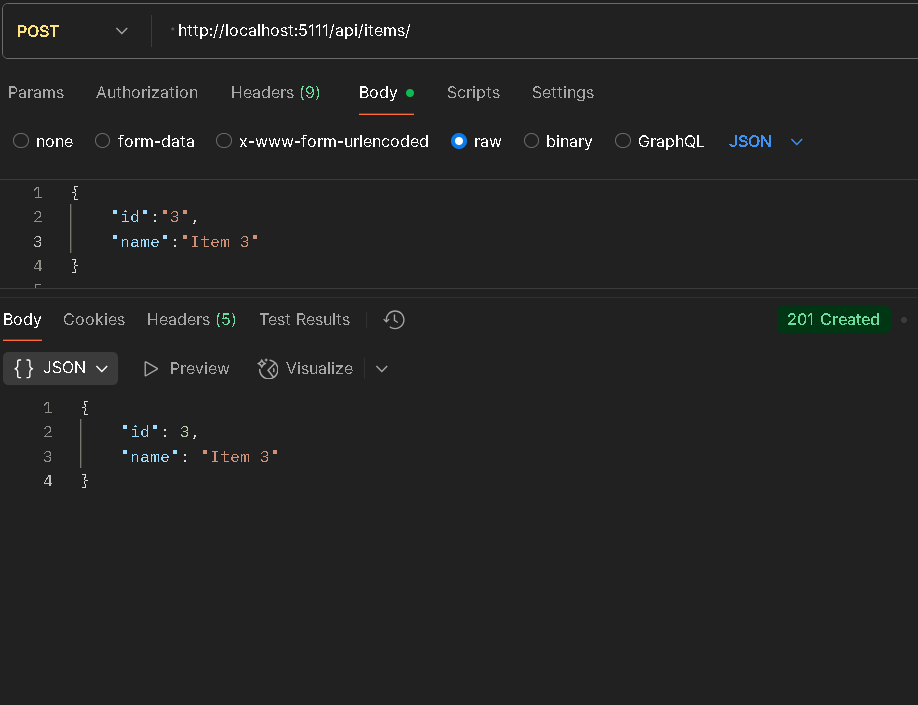 POST http://localhost:5111/api/items/
Params Authorization Headers (9) Body Scripts Settings
none form-data x-www-form-urlencoded raw binary GraphQL JSON
1 {
2 "id":"3",
3 "name":"Item 3"
4 }
Body Cookies Headers (5) Test Results 201 Created
{} JSON Preview Visualize
1 {
2 "id": 3,
3 "name": "Item 3"
4 }